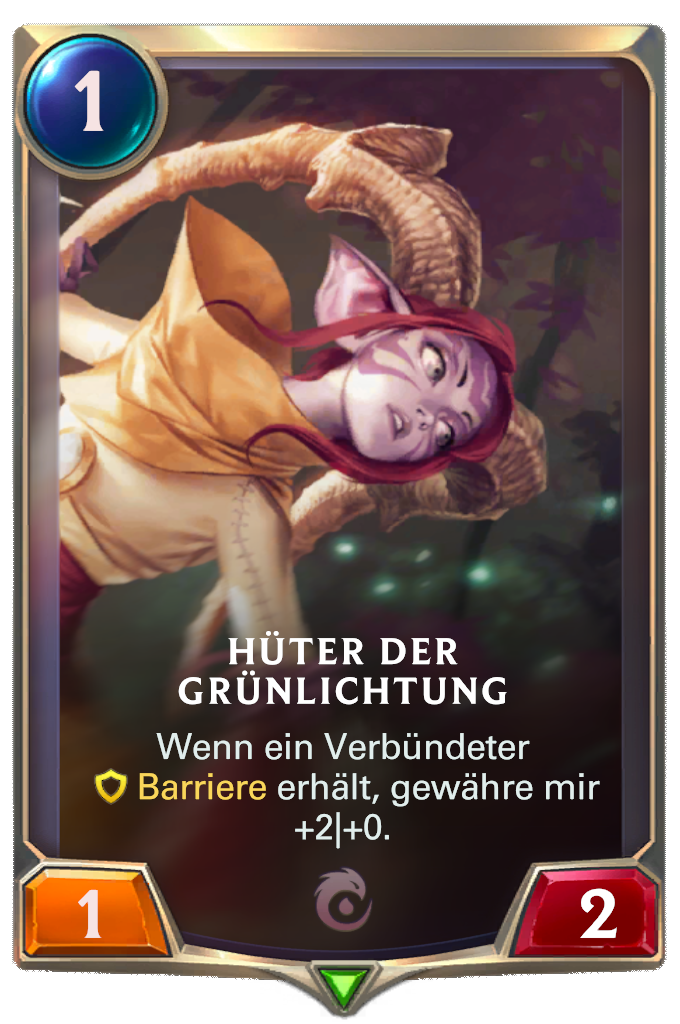 1
HÜTER DER
GRÜNLICHTUNG
Wenn ein Verbündeter
Barriere erhält, gewähre mir
+2|+0.
1
2